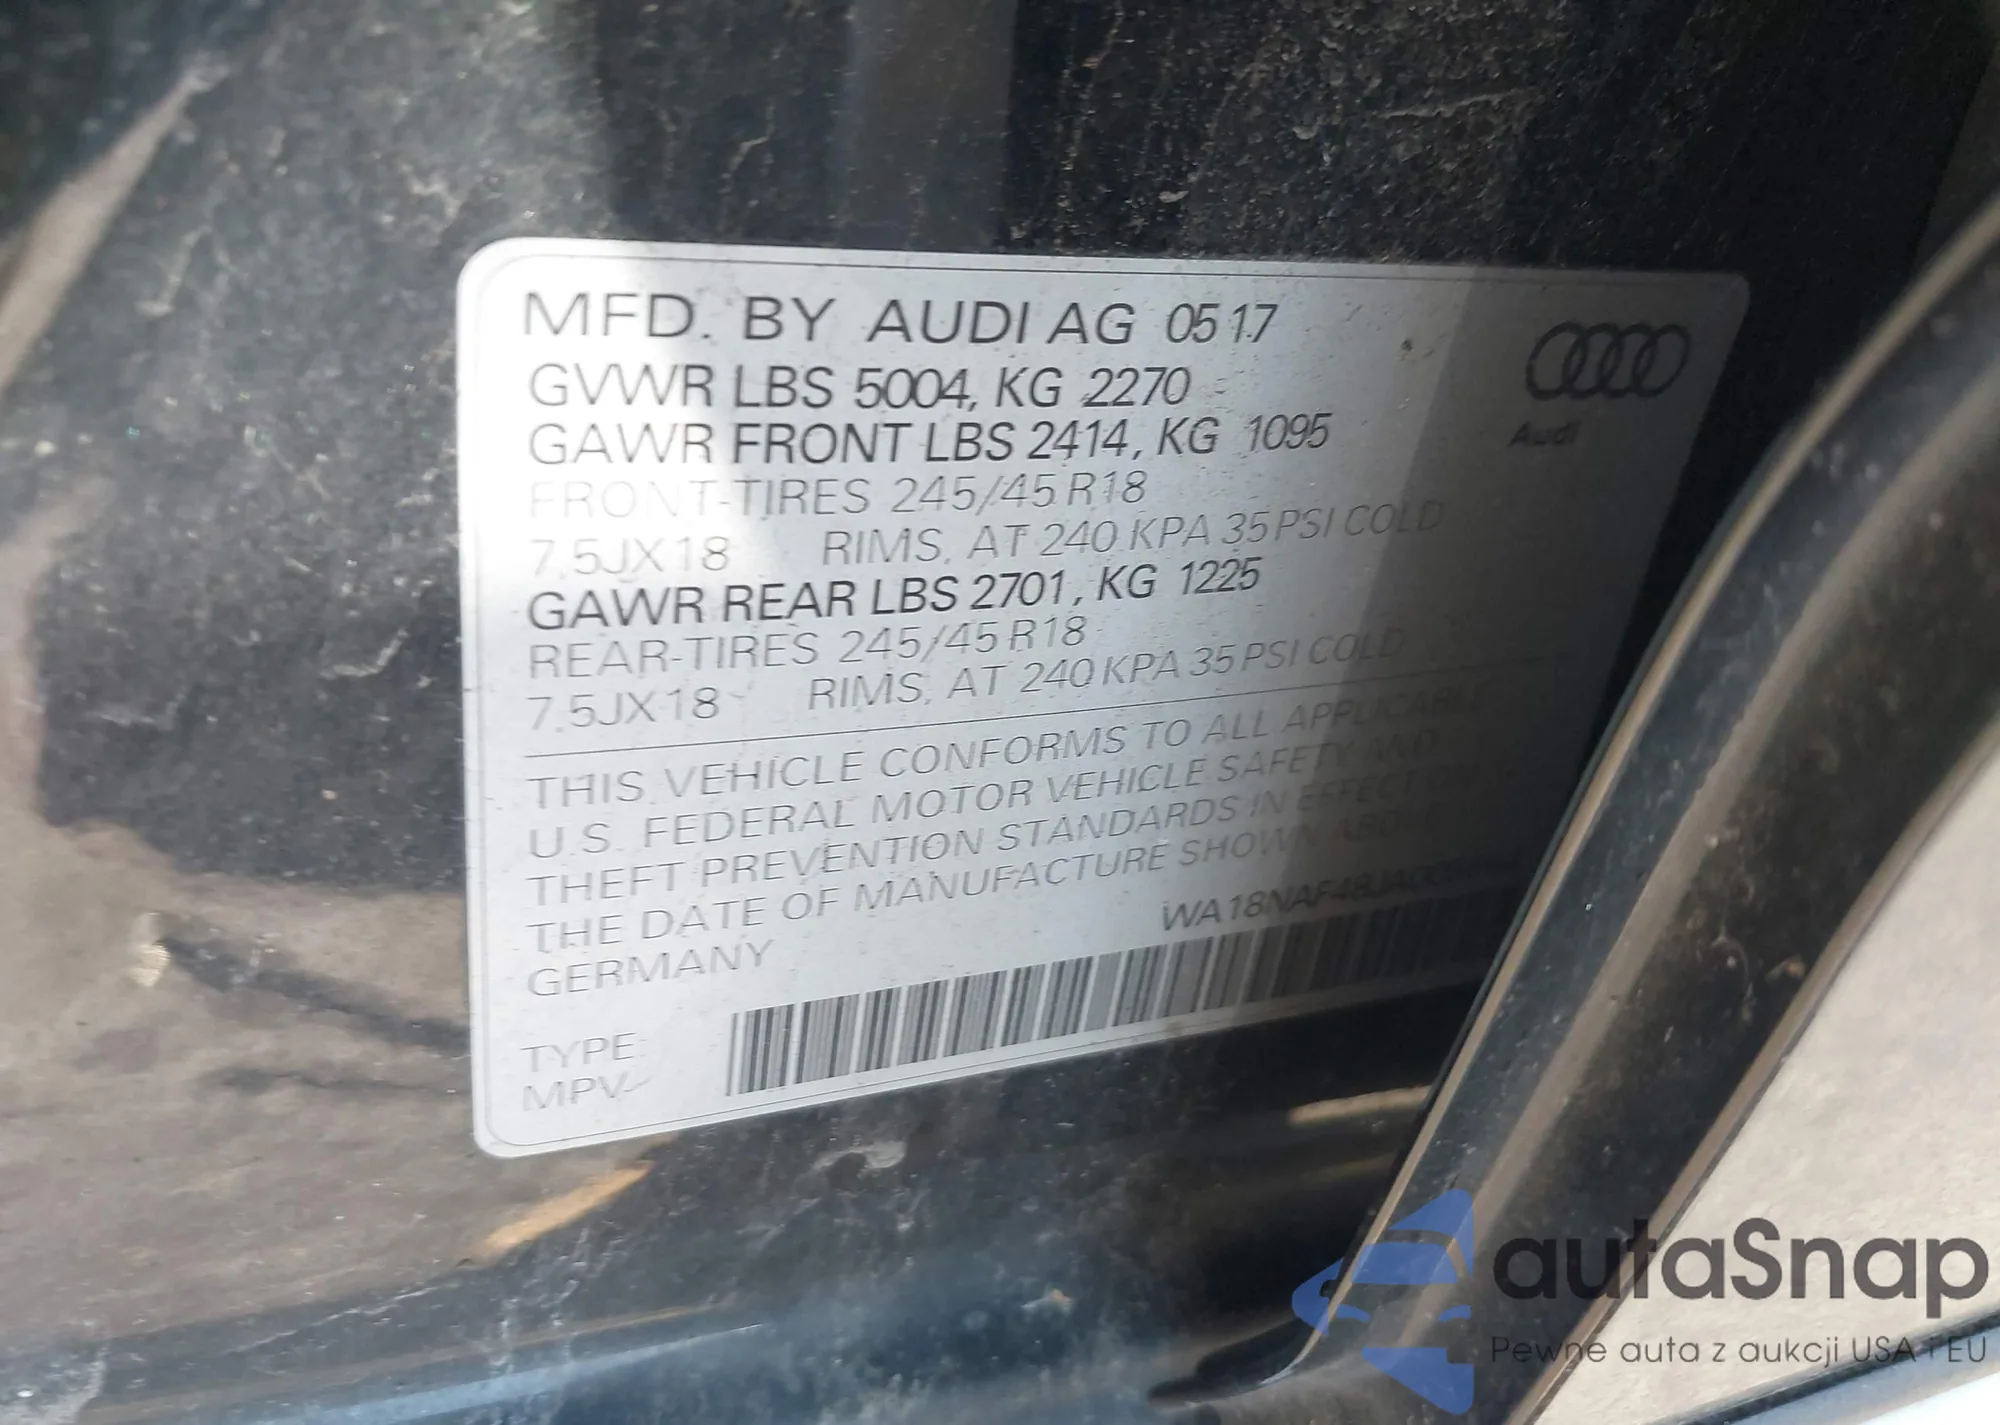 MFD. BY AUDI AG 05 17
GVWR LBS 5004, KG 2270
GAWR FRONT LBS 2414, KG 1095
FRONT-TIRES 245/45 R18
7.5JX18 RIMS, AT 240 KPA 35 PSI COLD
GAWR REAR LBS 2701, KG 1225
REAR-TIRES 245/45 R18
7.5JX18 RIMS, AT 240 KPA 35 PSI COLD
THIS VEHICLE CONFORMS TO ALL APPLICABLE
U.S. FEDERAL MOTOR VEHICLE SAFETY AND
THEFT PREVENTION STANDARDS IN EFFECT
THE DATE OF MANUFACTURE SHOWN ABOVE
GERMANY
TYPE:
MPV
Audi
autaSnap
Pewne auta z aukcji USA i EU